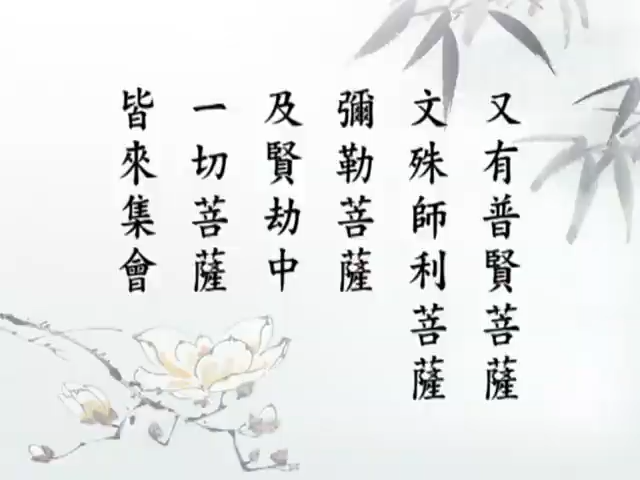 又有普賢菩薩
文殊師利菩薩
彌勒菩薩
及賢劫中
一切菩薩
皆來集會